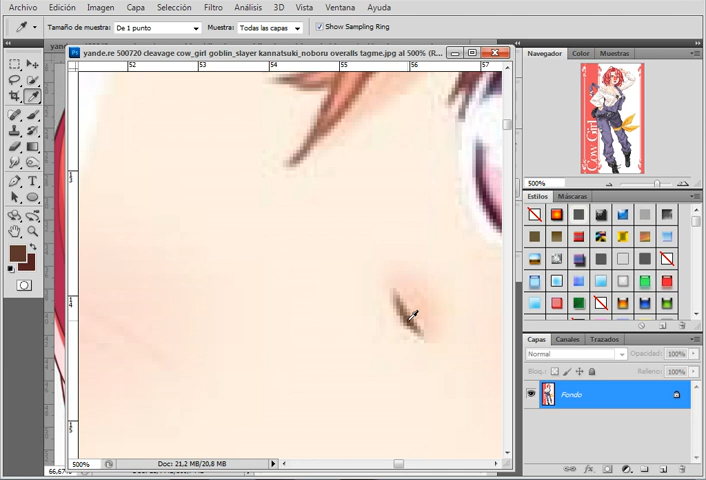 Archivo Edición Imagen Capa Selección Filtro Análisis 3D Vista Ventana Ayuda
Tamaño de muestra: De 1 punto Muestra: Todas las capas Show Sampling Ring
yande.re 500720 cleavage cow_girl goblin_slayer kannatsuki_noboru overalls tagme.jpg al 500% (R...
52 53 54 55 56 57
Navegador Color Muestras
Cow Girl
500%
Estilos Máscaras
Capas Canales Trazados
Normal Opacidad: 100%
Bloq.: Relleno: 100%
Fondo
500% Doc: 21,2 MB/20,8 MB
66,67%